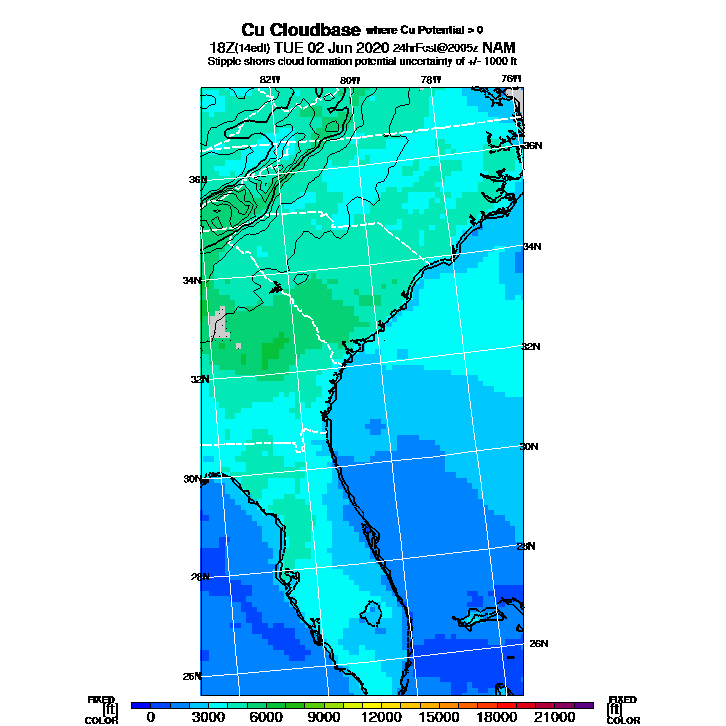 Cu Cloudbase where Cu Potential > 0
18Z(14edt) TUE 02 Jun 2020 24hrFcst@2005z NAM
Stipple shows cloud formation potential uncertainty of +/- 1000 ft
82W 80W 78W 76W
36N
36N
34N
34N
32N
32N
30N
30N
28N
28N
26N
26N
FIXED [ft] COLOR
0 3000 6000 9000 12000 15000 18000 21000
FIXED [ft] COLOR